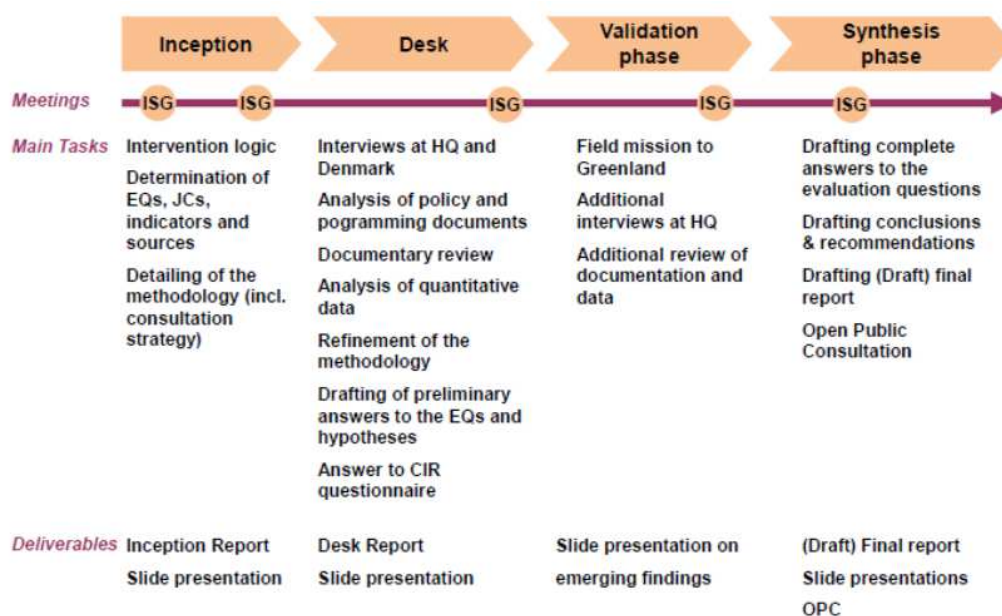 Inception
Desk
Validation
phase
Synthesis
phase
Meetings
ISG
ISG
ISG
ISG
ISG
Main Tasks
Intervention logic
Determination of
EQs, JCs,
indicators and
sources
Detailing of the
methodology (incl.
consultation
strategy)
Interviews at HQ and
Denmark
Analysis of policy and
pogramming documents
Documentary review
Analysis of quantitative
data
Refinement of the
methodology
Drafting of preliminary
answers to the EQs and
hypotheses
Answer to CIR
questionnaire
Field mission to
Greenland
Additional
interviews at HQ
Additional review of
documentation and
data
Drafting complete
answers to the
evaluation questions
Drafting conclusions
& recommendations
Drafting (Draft) final
report
Open Public
Consultation
Deliverables
Inception Report
Slide presentation
Desk Report
Slide presentation
Slide presentation on
emerging findings
(Draft) Final report
Slide presentations
OPC